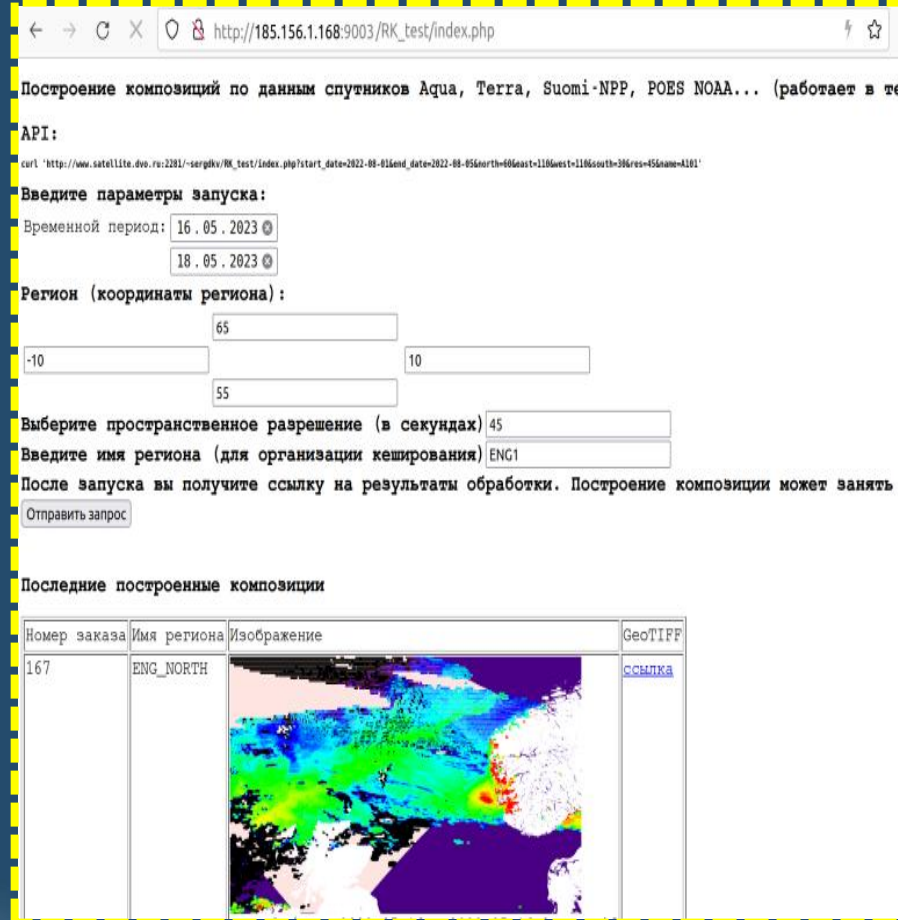 http://185.156.1.168:9003/RK_test/index.php
Построение композиций по данным спутников Aqua, Terra, Suomi-NPP, POES NOAA... (работает в те
API:
curl 'http://www.satellite.dvo.ru:2281/~sergdkv/RK_test/index.php?start_date=2022-08-01&end_date=2022-08-05&north=60&east=110&west=110&south=30&res=45&name=A101'
Введите параметры запуска:
Временной период: 16.05.2023
18.05.2023
Регион (координаты региона):
65
-10 10
55
Выберите пространственное разрешение (в секундах) 45
Введите имя региона (для организации кеширования) ENG1
После запуска вы получите ссылку на результаты обработки. Построение композиции может занять
Отправить запрос
Последние построенные композиции
Номер заказа Имя региона Изображение GeoTIFF
167 ENG_NORTH ссылка